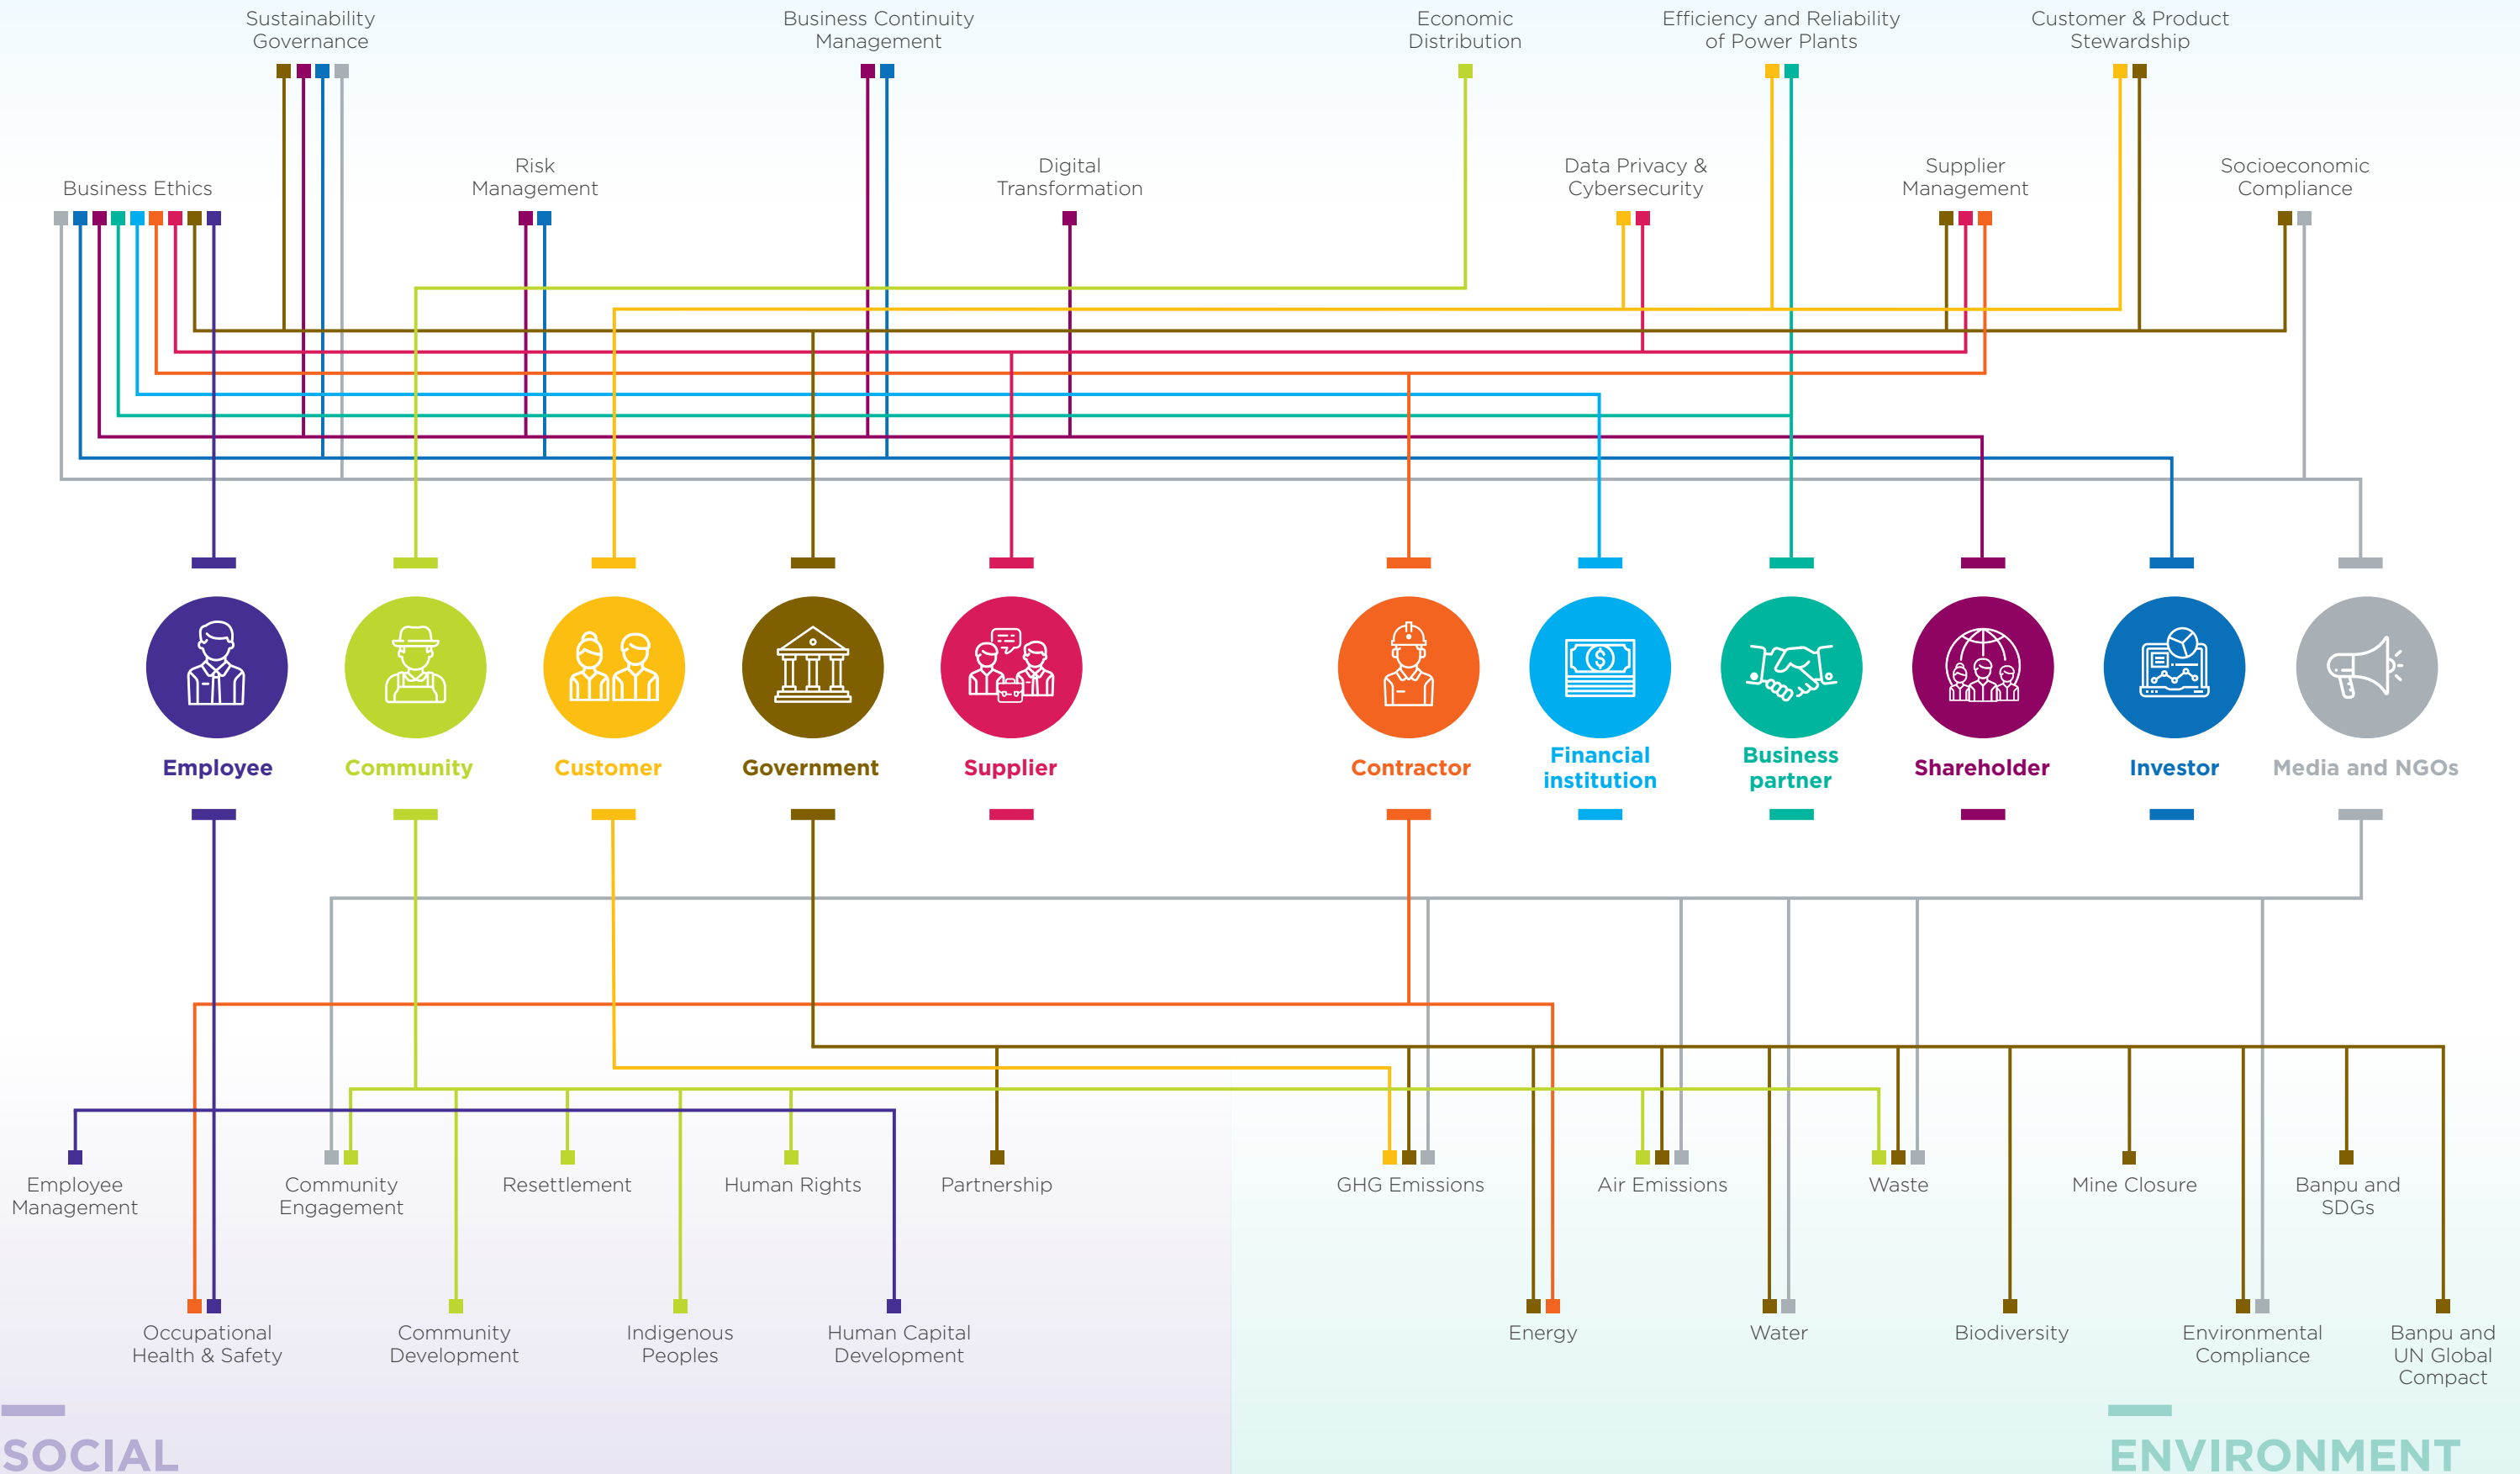 Sustainability
Governance
Business Continuity
Management
Economic
Distribution
Efficiency and Reliability
of Power Plants
Customer & Product
Stewardship
Business Ethics
Risk
Management
Digital
Transformation
Data Privacy &
Cybersecurity
Supplier
Management
Socioeconomic
Compliance
$
Employee
Community
Customer
Government
Supplier
Contractor
Financial
institution
Business
partner
Shareholder
Investor
Media and NGOs
Employee
Management
Community
Engagement
Resettlement
Human Rights
Partnership
GHG Emissions
Air Emissions
Waste
Mine Closure
Banpu and
SDGs
Occupational
Health & Safety
Community
Development
Indigenous
Peoples
Human Capital
Development
Energy
Water
Biodiversity
Environmental
Compliance
Banpu and
UN Global
Compact
SOCIAL
ENVIRONMENT